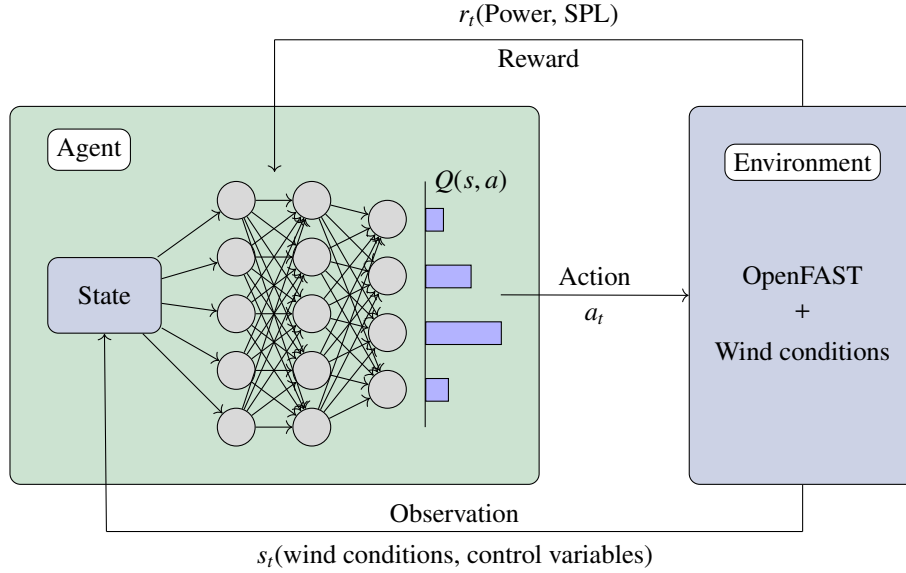 r_t(Power, SPL)
Reward
Agent
Environment
Q(s, a)
State
Action
a_t
OpenFAST
+
Wind conditions
Observation
s_t(wind conditions, control variables)